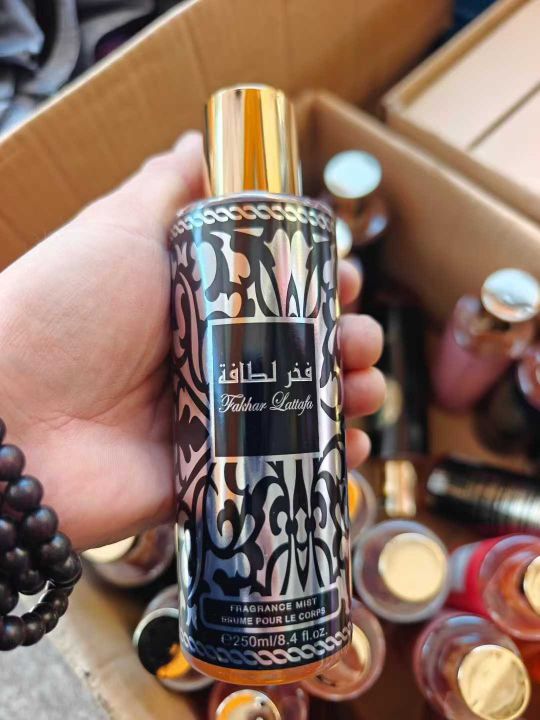 فخر لطافة
Fakhar Lattafa
FRAGRANCE MIST
BRUME POUR LE CORPS
℮250ml/8.4 fl.oz.